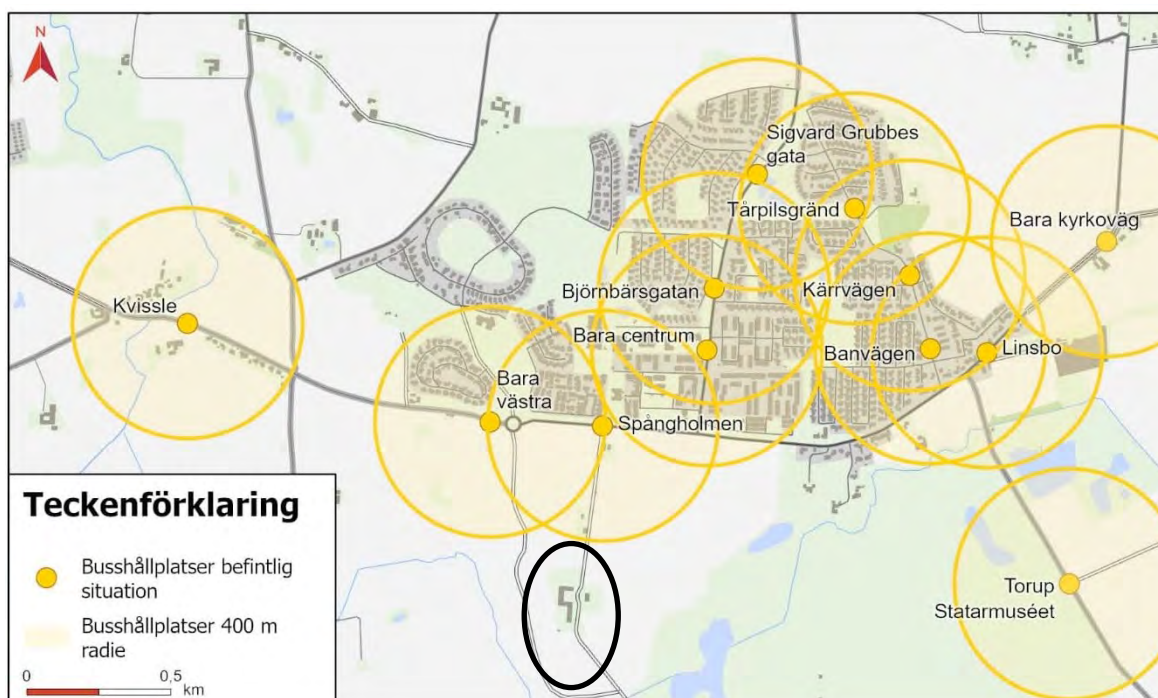 N
Sigvard Grubbes
gata
Tårpilsgränd
Bara kyrkoväg
Kvissle
Björnbärsgatan
Kärrvägen
Bara centrum
Banvägen
Linsbo
Bara
västra
Spångholmen
Torup
Statarmuséet
Teckenförklaring
Busshållplatser befintlig
situation
Busshållplatser 400 m
radie
0
0,5
km